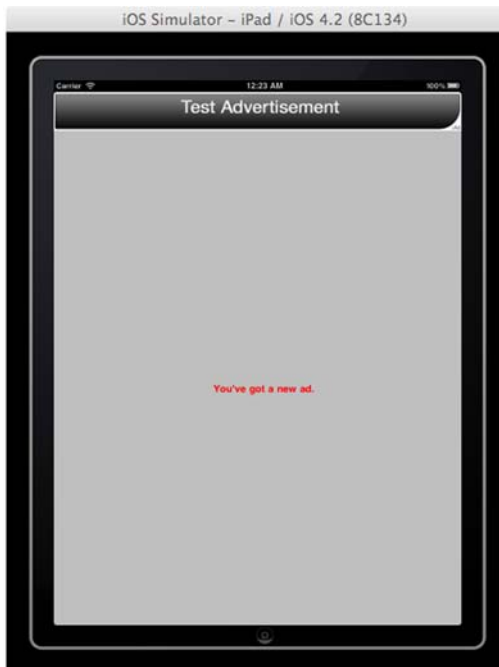 iOS Simulator – iPad / iOS 4.2 (8C134)
Carrier 12:23 AM 100%
Test Advertisement
You've got a new ad.